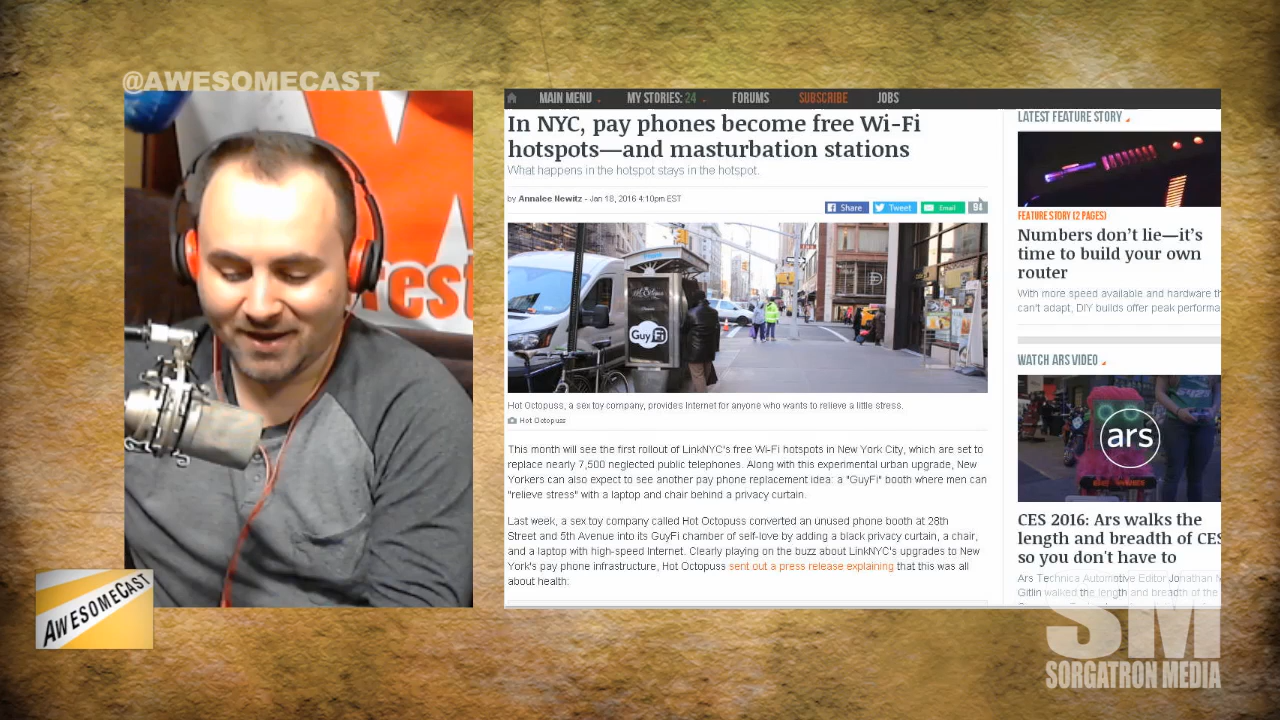 @AWESOMECAST
rest
MAIN MENU
MY STORIES: 24
FORUMS
SUBSCRIBE
JOBS
In NYC, pay phones become free Wi-Fi
hotspots—and masturbation stations
What happens in the hotspot stays in the hotspot.
by Annalee Newitz - Jan 18, 2016 4:10pm EST
Share
Tweet
Email
91
Hot Octopuss
GuyFi
Hot Octopuss, a sex toy company, provides Internet for anyone who wants to relieve a little stress.
Hot Octopuss
This month will see the first rollout of LinkNYC's free Wi-Fi hotspots in New York City, which are set to
replace nearly 7,500 neglected public telephones. Along with this experimental urban upgrade, New
Yorkers can also expect to see another pay phone replacement idea: a "GuyFi" booth where men can
"relieve stress" with a laptop and chair behind a privacy curtain.
Last week, a sex toy company called Hot Octopuss converted an unused phone booth at 28th
Street and 5th Avenue into its GuyFi chamber of self-love by adding a black privacy curtain, a chair,
and a laptop with high-speed Internet. Clearly playing on the buzz about LinkNYC's upgrades to New
York's pay phone infrastructure, Hot Octopuss sent out a press release explaining that this was all
about health:
LATEST FEATURE STORY
FEATURE STORY (2 PAGES)
Numbers don't lie—it's
time to build your own
router
With more speed available and hardware th
can't adapt, DIY builds offer peak performa
WATCH ARS VIDEO
ars
CES 2016: Ars walks the
length and breadth of CES
so you don't have to
Ars Technica Automotive Editor Jonathan M
Gitlin walked the length and breadth of the
AWESOMECAST
SM
SORGATRON MEDIA